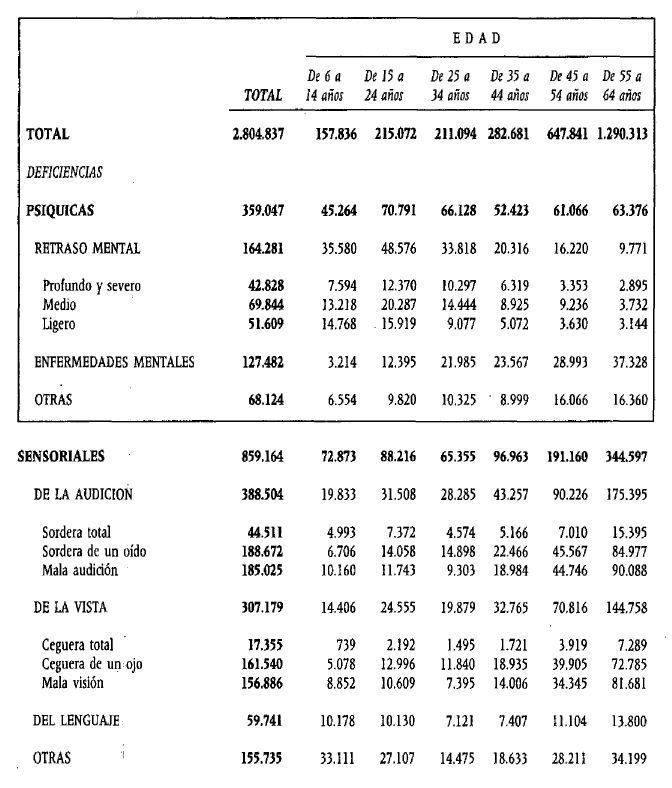 EDAD
De 6 a De 15 a De 25 a De 35 a De 45 a De 55 a
TOTAL 14 años 24 años 34 años 44 años 54 años 64 años
TOTAL 2.804.837 157.836 215.072 211.094 282.681 647.841 1.290.313
DEFICIENCIAS
PSIQUICAS 359.047 45.264 70.791 66.128 52.423 61.066 63.376
RETRASO MENTAL 164.281 35.580 48.576 33.818 20.316 16.220 9.771
Profundo y severo 42.828 7.594 12.370 10.297 6.319 3.353 2.895
Medio 69.844 13.218 20.287 14.444 8.925 9.236 3.732
Ligero 51.609 14.768 15.919 9.077 5.072 3.630 3.144
ENFERMEDADES MENTALES 127.482 3.214 12.395 21.985 23.567 28.993 37.328
OTRAS 68.124 6.554 9.820 10.325 8.999 16.066 16.360
SENSORIALES 859.164 72.873 88.216 65.355 96.963 191.160 344.597
DE LA AUDICION 388.504 19.833 31.508 28.285 43.257 90.226 175.395
Sordera total 44.511 4.993 7.372 4.574 5.166 7.010 15.395
Sordera de un oído 188.672 6.706 14.058 14.898 22.466 45.567 84.977
Mala audición 185.025 10.160 11.743 9.303 18.984 44.746 90.088
DE LA VISTA 307.179 14.406 24.555 19.879 32.765 70.816 144.758
Ceguera total 17.355 739 2.192 1.495 1.721 3.919 7.289
Ceguera de un ojo 161.540 5.078 12.996 11.840 18.935 39.905 72.785
Mala visión 156.886 8.852 10.609 7.395 14.006 34.345 81.681
DEL LENGUAJE 59.741 10.178 10.130 7.121 7.407 11.104 13.800
OTRAS 155.735 33.111 27.107 14.475 18.633 28.211 34.199